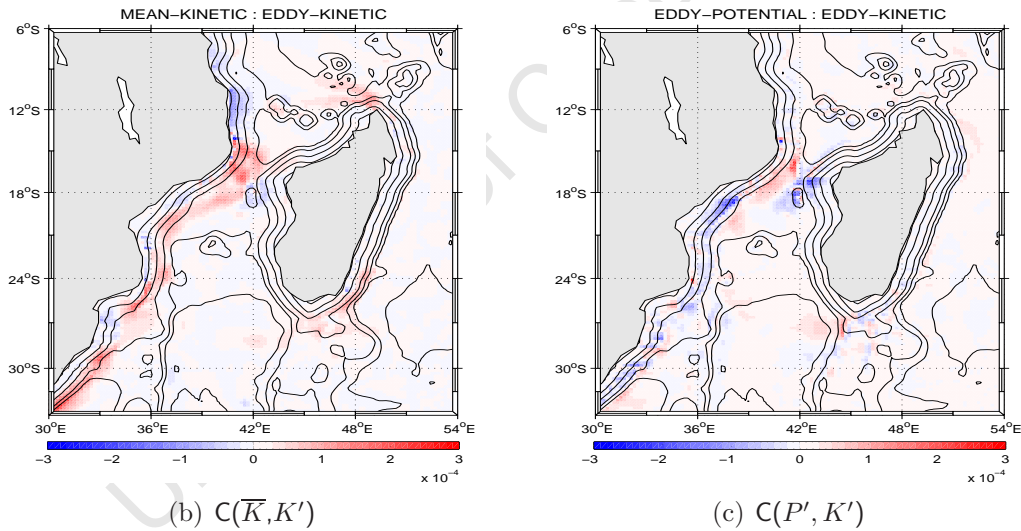 MEAN−KINETIC : EDDY−KINETIC
6°S
12°S
18°S
24°S
30°S
30°E 36°E 42°E 48°E 54°E
−3 −2 −1 0 1 2 3
x 10⁻⁴
(b) C(K̅,K′)
EDDY−POTENTIAL : EDDY−KINETIC
6°S
12°S
18°S
24°S
30°S
30°E 36°E 42°E 48°E 54°E
−3 −2 −1 0 1 2 3
x 10⁻⁴
(c) C(P′, K′)